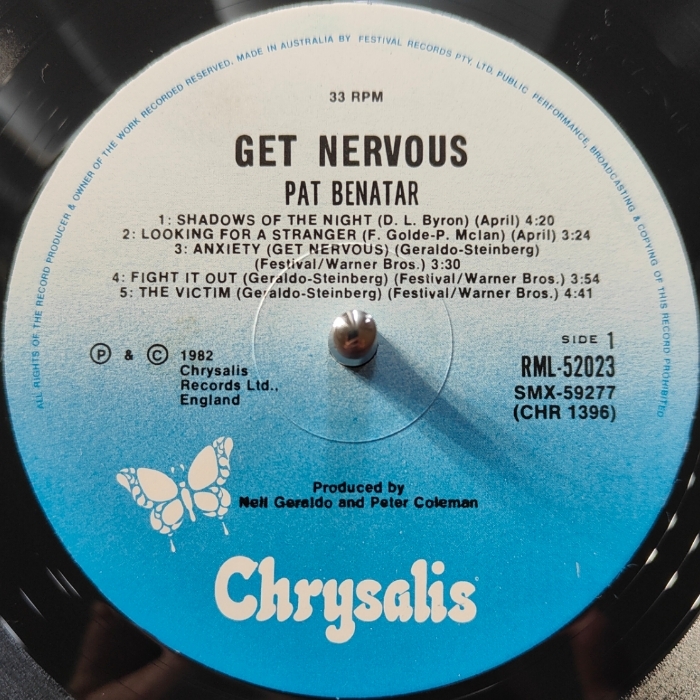 ALL RIGHTS OF THE RECORD PRODUCER & OWNER OF THE WORK RECORDED RESERVED. MADE IN AUSTRALIA BY FESTIVAL RECORDS PTY. LTD. PUBLIC PERFORMANCE, BROADCASTING & COPYING OF THIS RECORD PROHIBITED
33 RPM
GET NERVOUS
PAT BENATAR
1: SHADOWS OF THE NIGHT (D. L. Byron) (April) 4:20
2: LOOKING FOR A STRANGER (F. Golde-P. McIan) (April) 3:24
3: ANXIETY (GET NERVOUS) (Geraldo-Steinberg)
(Festival/Warner Bros.) 3:30
4: FIGHT IT OUT (Geraldo-Steinberg) (Festival/Warner Bros.) 3:54
5: THE VICTIM (Geraldo-Steinberg) (Festival/Warner Bros.) 4:41
Ⓟ & © 1982
Chrysalis
Records Ltd.,
England
SIDE 1
RML-52023
SMX-59277
(CHR 1396)
Produced by
Neil Geraldo and Peter Coleman
Chrysalis